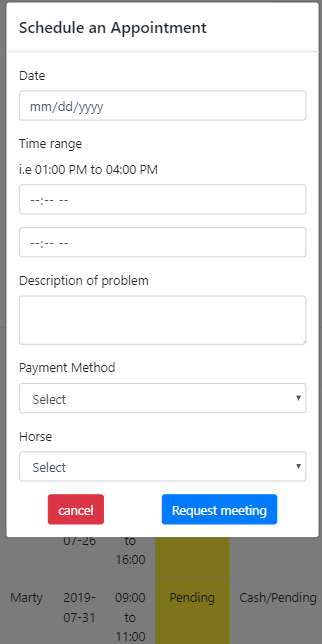 Schedule an Appointment
Date
mm/dd/yyyy
Time range
i.e 01:00 PM to 04:00 PM
--:-- --
--:-- --
Description of problem
Payment Method
Select
Horse
Select
cancel Request meeting
07-26 to
16:00
Marty 2019- 09:00 Pending Cash/Pending
07-31 to
11:00